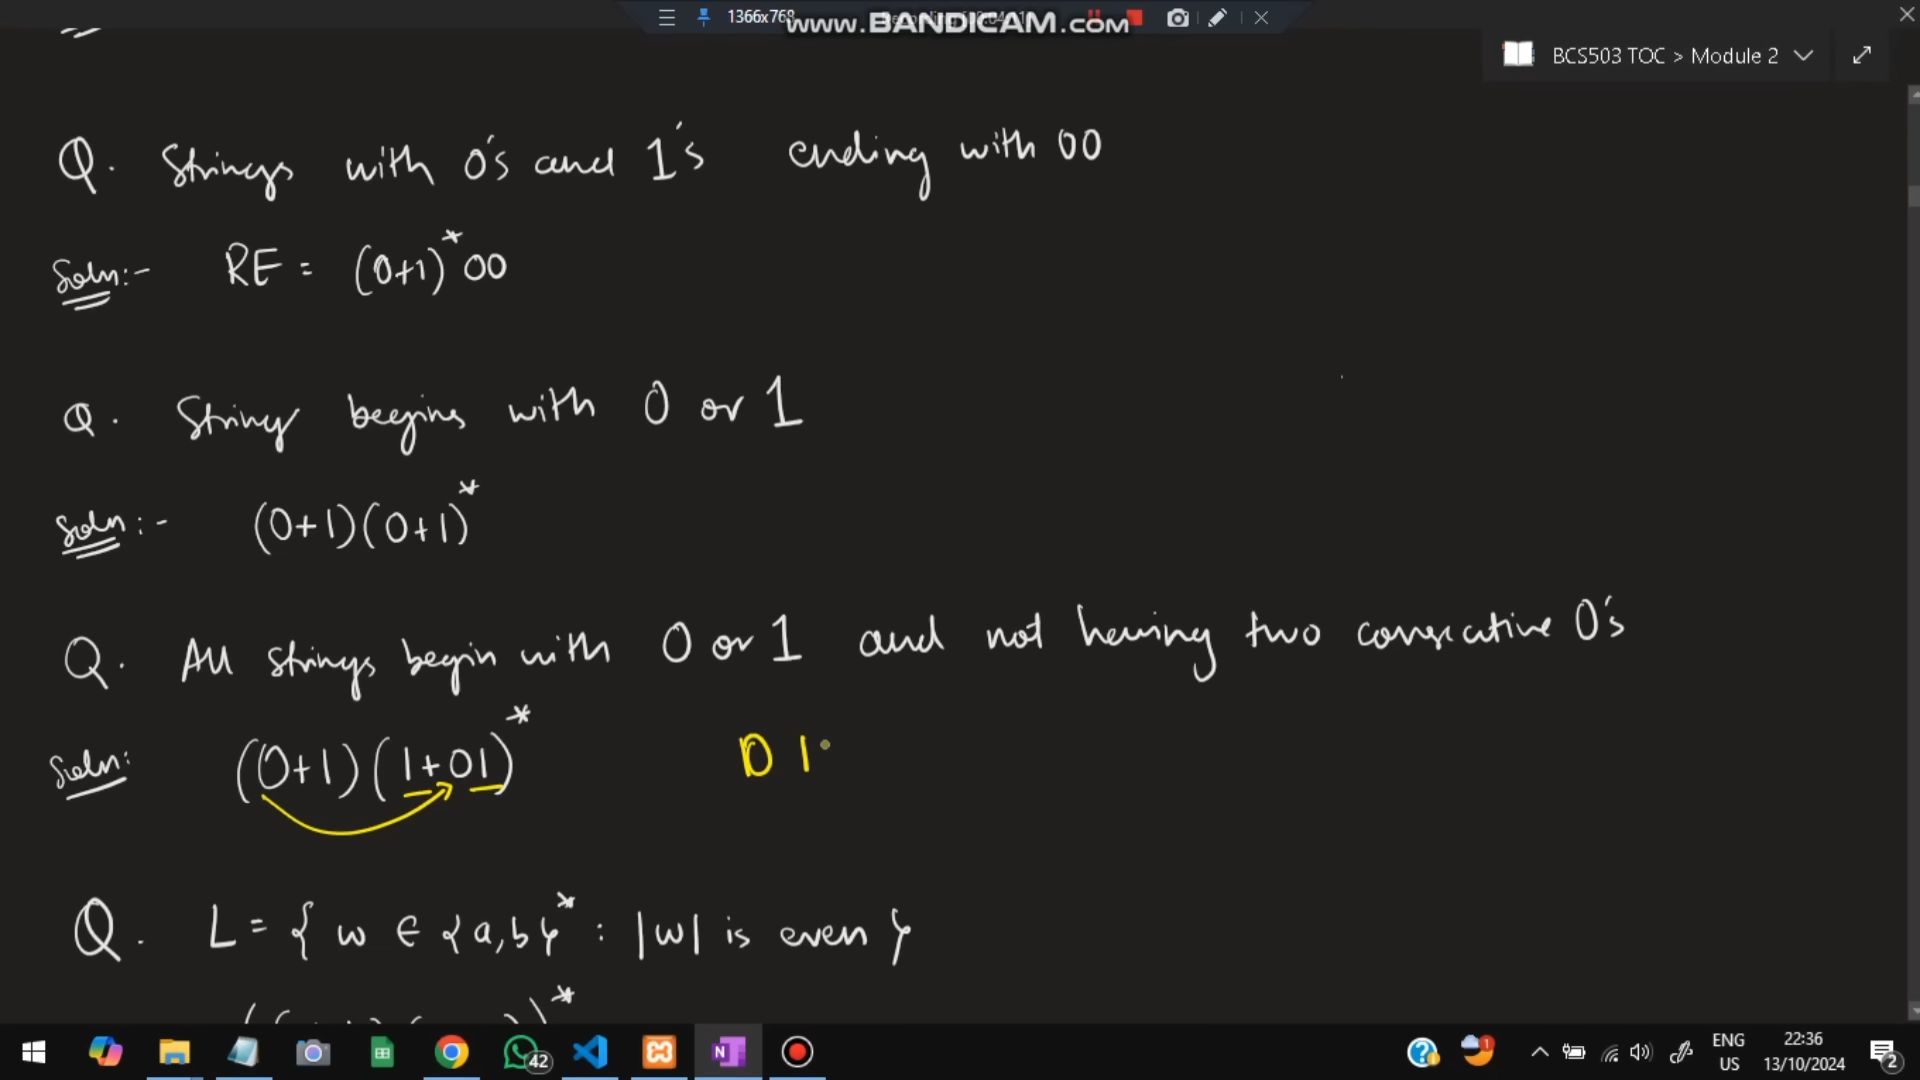 1366x768
www.BANDICAM.com
BCS503 TOC > Module 2
Q. Strings with 0's and 1's ending with 00
Soln:- RE = (0+1)*00
Q. Strings begins with 0 or 1
Soln:- (0+1)(0+1)*
Q. All strings begin with 0 or 1 and not having two consecutive 0's
Soln: (0+1)(1+01)* 0 1
Q. L = { w ∈ {a,b}* : |w| is even }
42
1
ENG
US
22:36
13/10/2024
2